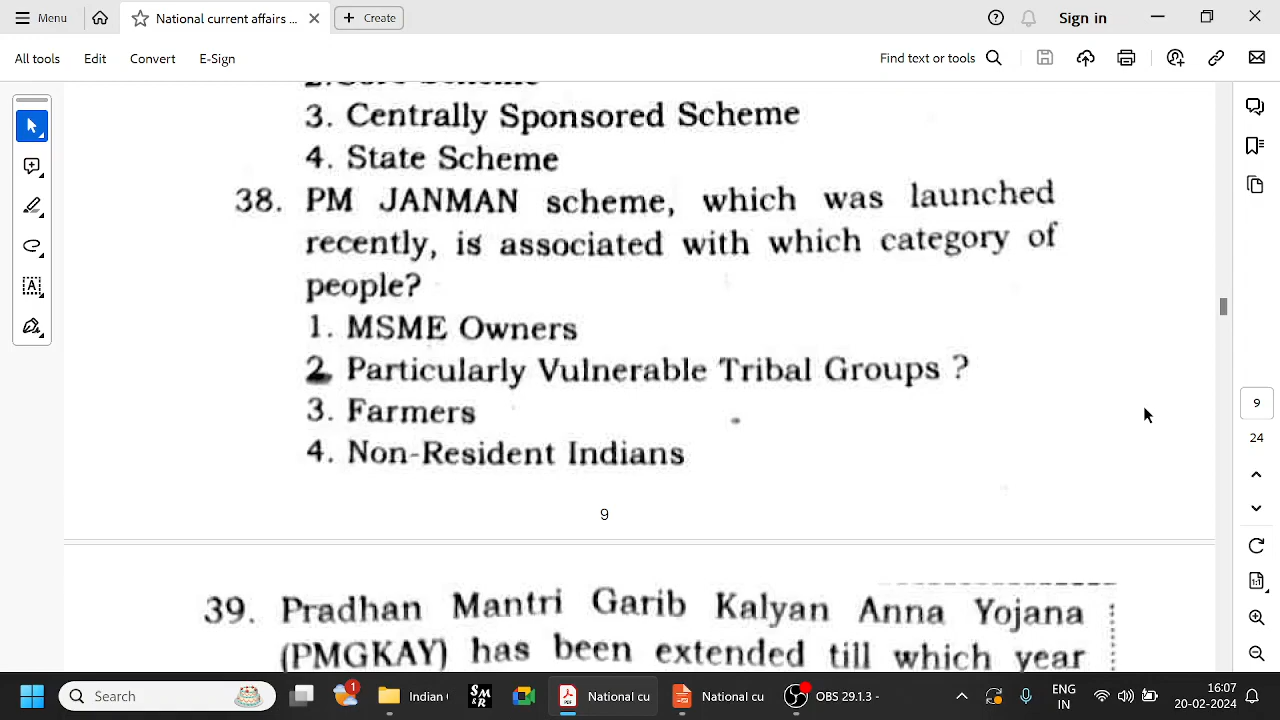 Menu
National current affairs ...
Create
Sign in
All tools
Edit
Convert
E-Sign
Find text or tools
3. Centrally Sponsored Scheme
4. State Scheme
38. PM JANMAN scheme, which was launched
recently, is associated with which category of
people?
1. MSME Owners
2 Particularly Vulnerable Tribal Groups ?
3. Farmers
4. Non-Resident Indians
9
9
24
39. Pradhan Mantri Garib Kalyan Anna Yojana
(PMGKAY) has been extended till which year
Search
1
Indian
SM
&R
National cu
National cu
OBS 29.1.3 -
ENG
IN
16:07
20-02-2024